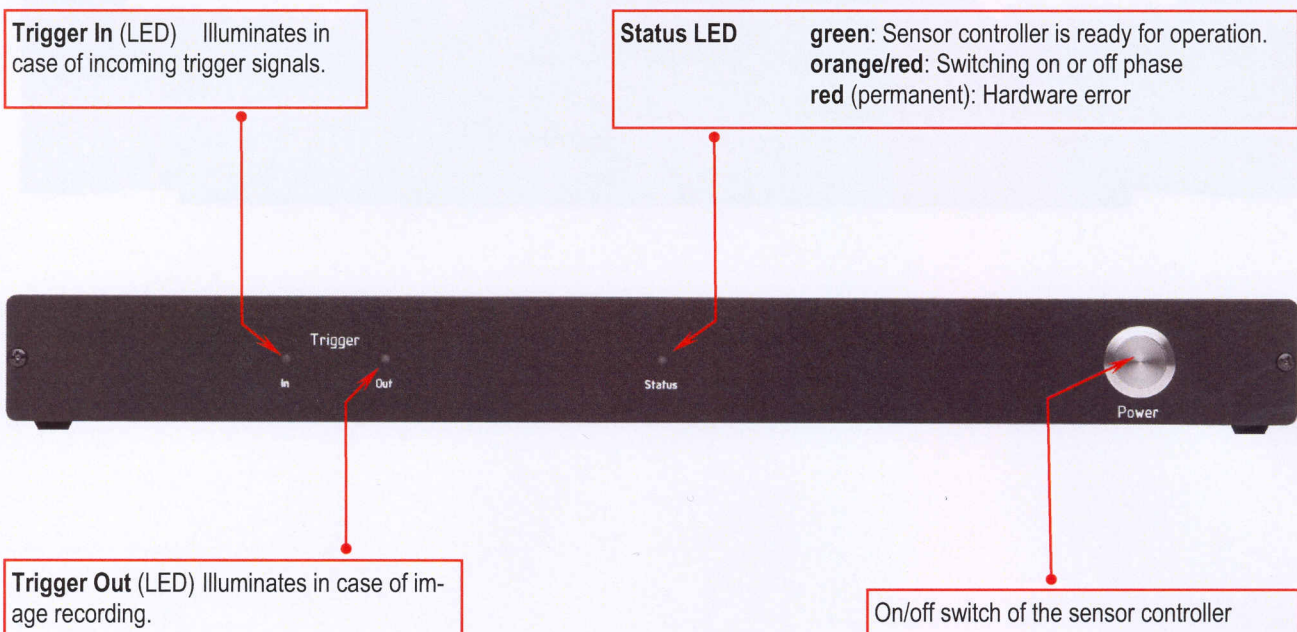 Trigger In (LED) Illuminates in
case of incoming trigger signals.
Status LED green: Sensor controller is ready for operation.
orange/red: Switching on or off phase
red (permanent): Hardware error
Trigger
In
Out
Status
Power
Trigger Out (LED) Illuminates in case of im-
age recording.
On/off switch of the sensor controller